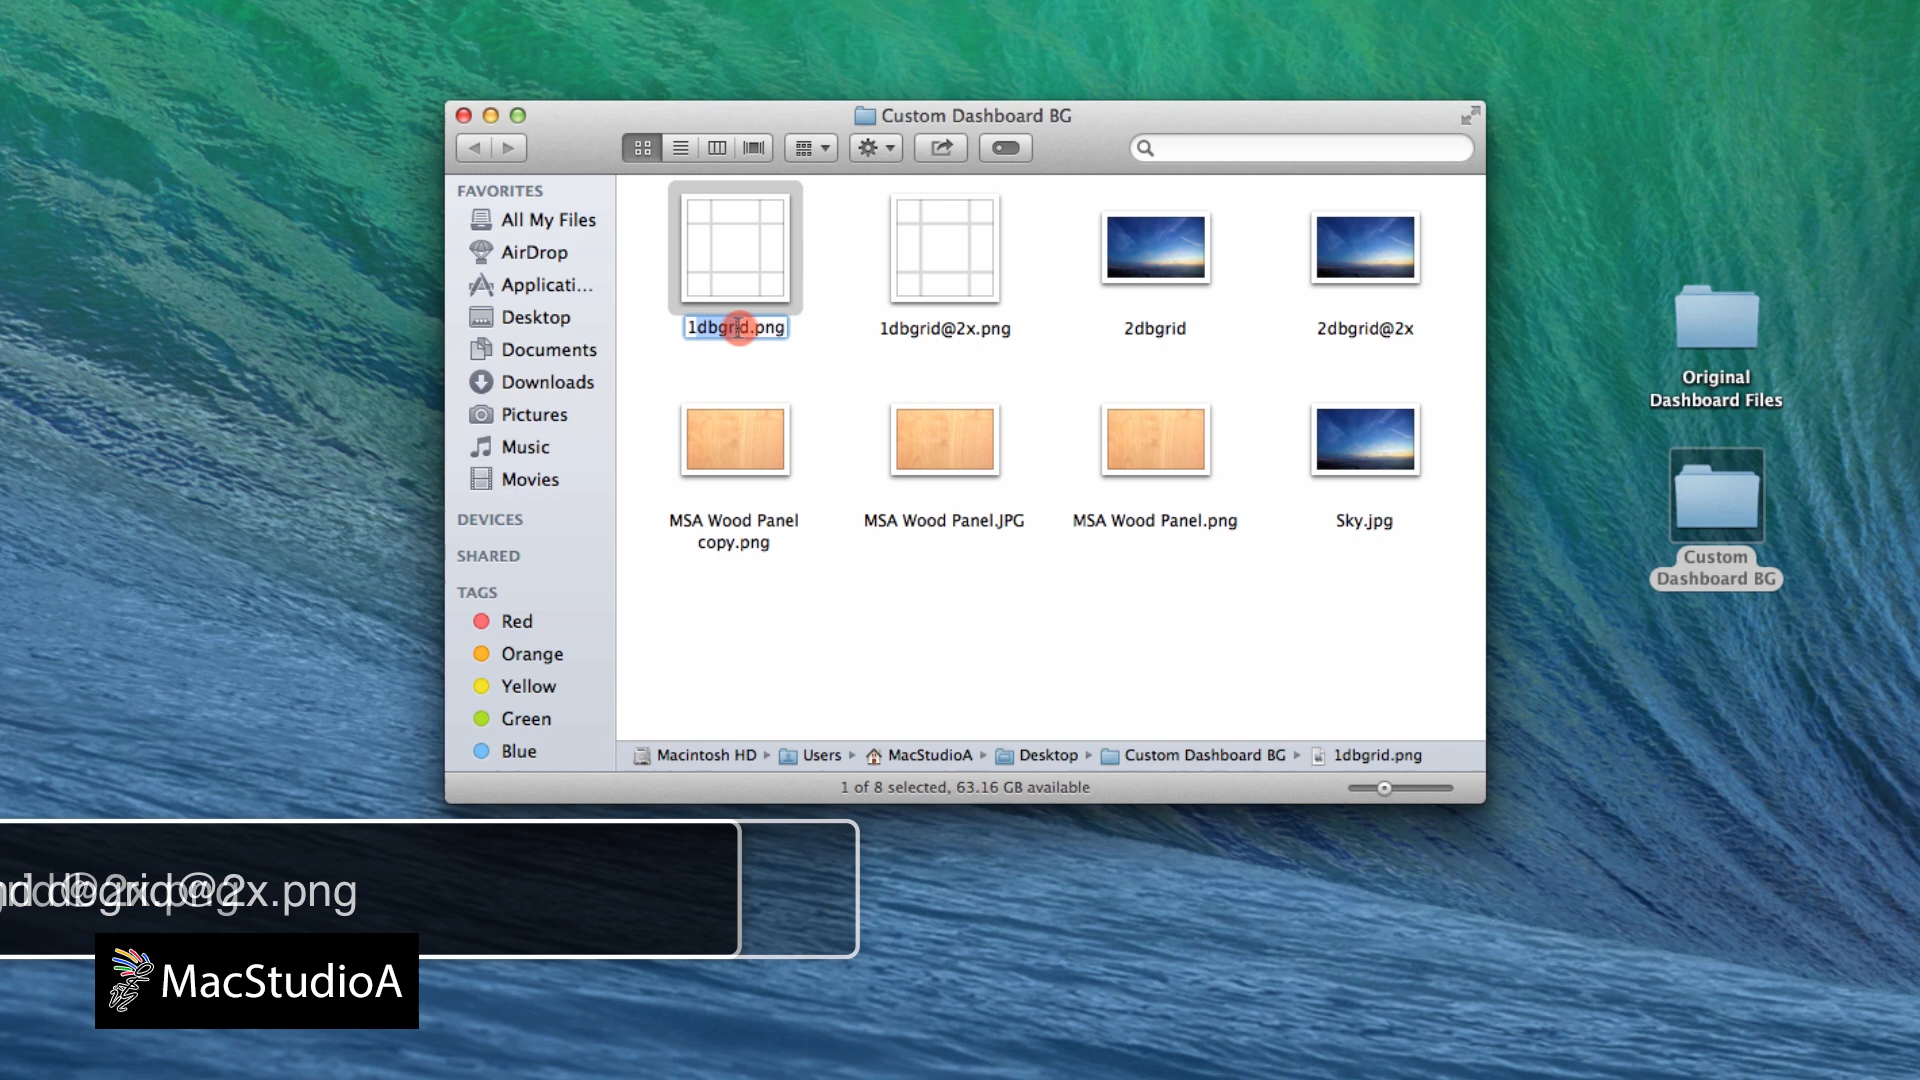 Custom Dashboard BG
FAVORITES
All My Files
AirDrop
Applicati...
Desktop
Documents
Downloads
Pictures
Music
Movies
DEVICES
SHARED
TAGS
Red
Orange
Yellow
Green
Blue
1dbgrid.png
1dbgrid@2x.png
2dbgrid
2dbgrid@2x
MSA Wood Panel
copy.png
MSA Wood Panel.JPG
MSA Wood Panel.png
Sky.jpg
Macintosh HD
Users
MacStudioA
Desktop
Custom Dashboard BG
1dbgrid.png
1 of 8 selected, 63.16 GB available
Original
Dashboard Files
Custom
Dashboard BG
MacStudioA